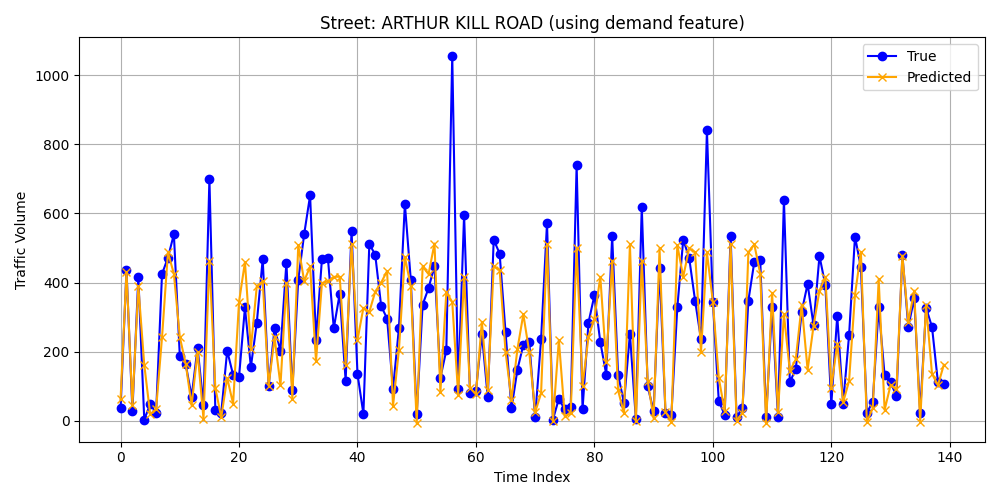 Street: ARTHUR KILL ROAD (using demand feature)
True
Predicted
Traffic Volume
1000
800
600
400
200
0
0 20 40 60 80 100 120 140
Time Index